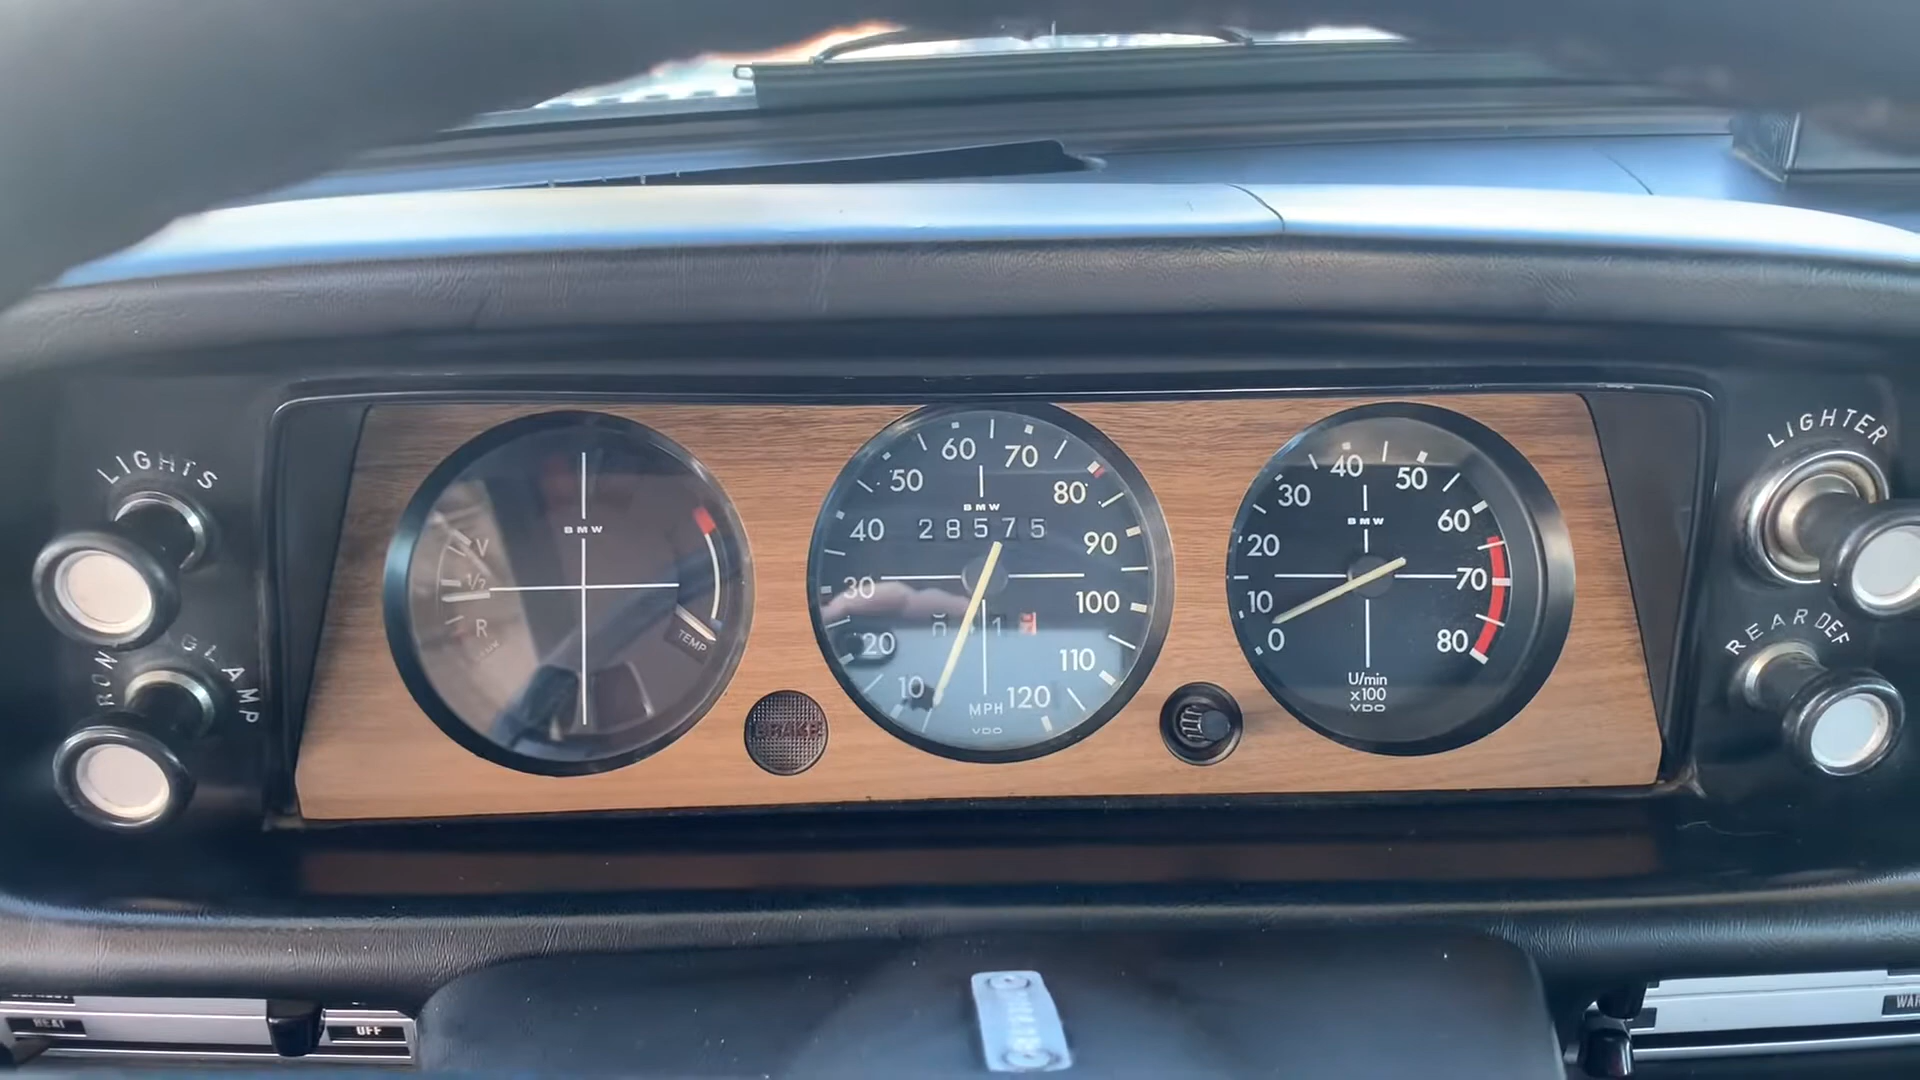 LIGHTS
LIGHTER
BMW
V
1/2
R
TEMP
60 70
50 80
BMW
40 28575 90
30 100
20 110
10 120
MPH
VDO
40 50
30 60
BMW
20 70
10
0 80
U/min
x100
VDO
REAR DEF
BRAKE
HEAT
OFF